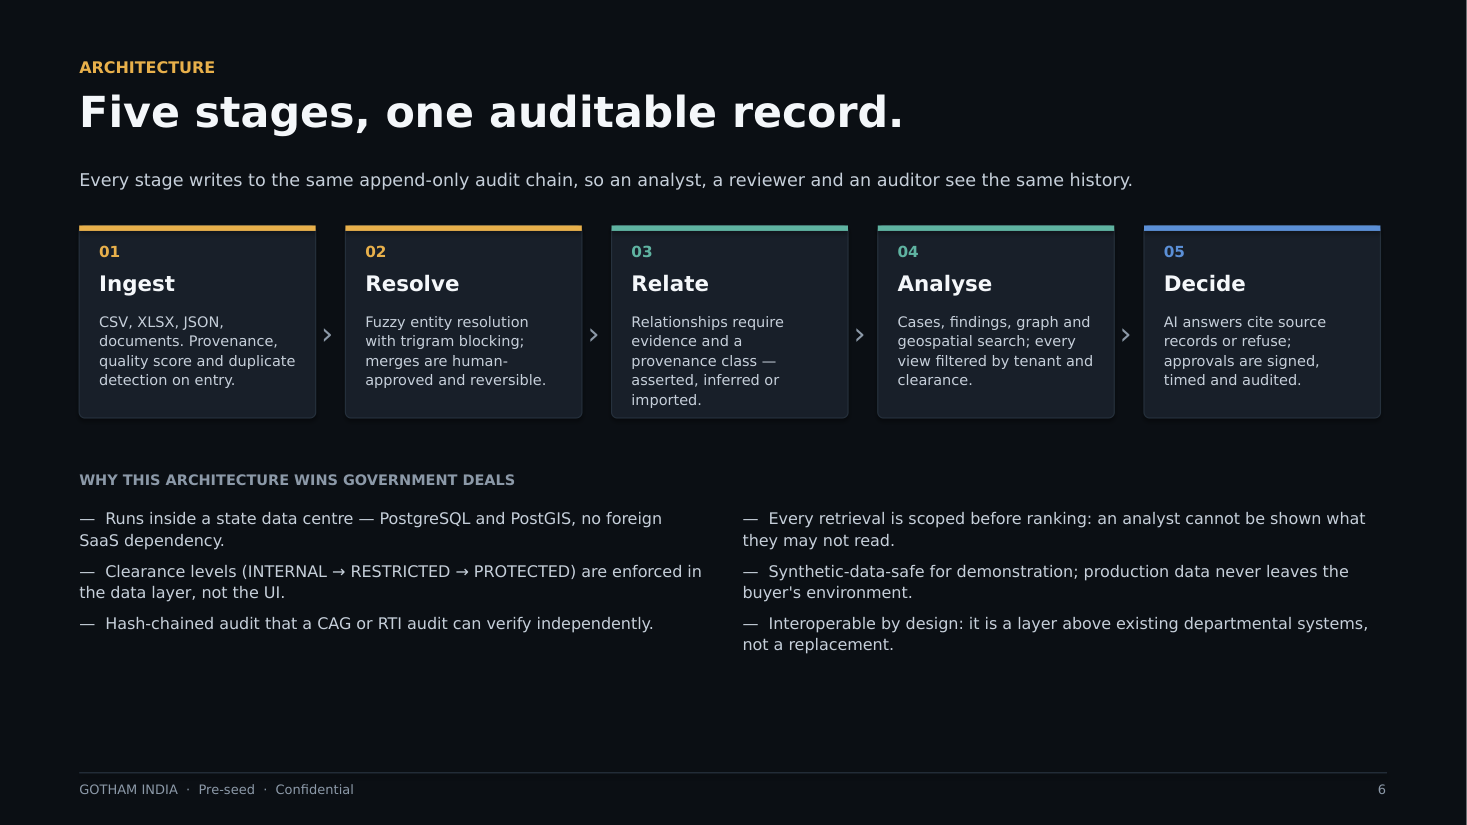 ARCHITECTURE
Five stages, one auditable record.
Every stage writes to the same append-only audit chain, so an analyst, a reviewer and an auditor see the same history.
01
Ingest
CSV, XLSX, JSON,
documents. Provenance,
quality score and duplicate
detection on entry.
›
02
Resolve
Fuzzy entity resolution
with trigram blocking;
merges are human-
approved and reversible.
›
03
Relate
Relationships require
evidence and a
provenance class —
asserted, inferred or
imported.
›
04
Analyse
Cases, findings, graph and
geospatial search; every
view filtered by tenant and
clearance.
›
05
Decide
AI answers cite source
records or refuse;
approvals are signed,
timed and audited.
WHY THIS ARCHITECTURE WINS GOVERNMENT DEALS
— Runs inside a state data centre — PostgreSQL and PostGIS, no foreign
SaaS dependency.
— Clearance levels (INTERNAL → RESTRICTED → PROTECTED) are enforced in
the data layer, not the UI.
— Hash-chained audit that a CAG or RTI audit can verify independently.
— Every retrieval is scoped before ranking: an analyst cannot be shown what
they may not read.
— Synthetic-data-safe for demonstration; production data never leaves the
buyer's environment.
— Interoperable by design: it is a layer above existing departmental systems,
not a replacement.
GOTHAM INDIA · Pre-seed · Confidential
6